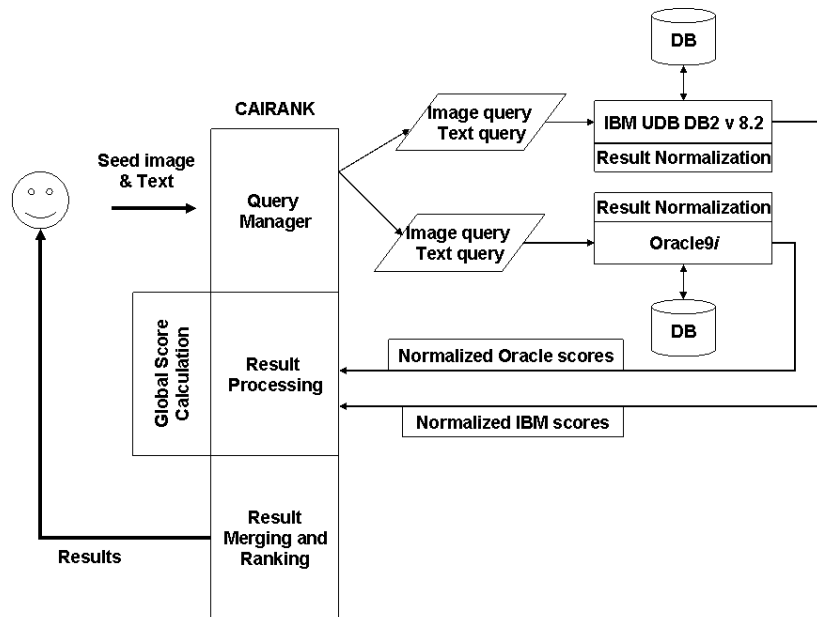 DB
CAIRANK
Image query
Text query
IBM UDB DB2 v 8.2
Result Normalization
Seed image
& Text
Query
Manager
Result Normalization
Image query
Text query
Oracle9i
DB
Global Score
Calculation
Result
Processing
Normalized Oracle scores
Normalized IBM scores
Result
Merging and
Ranking
Results